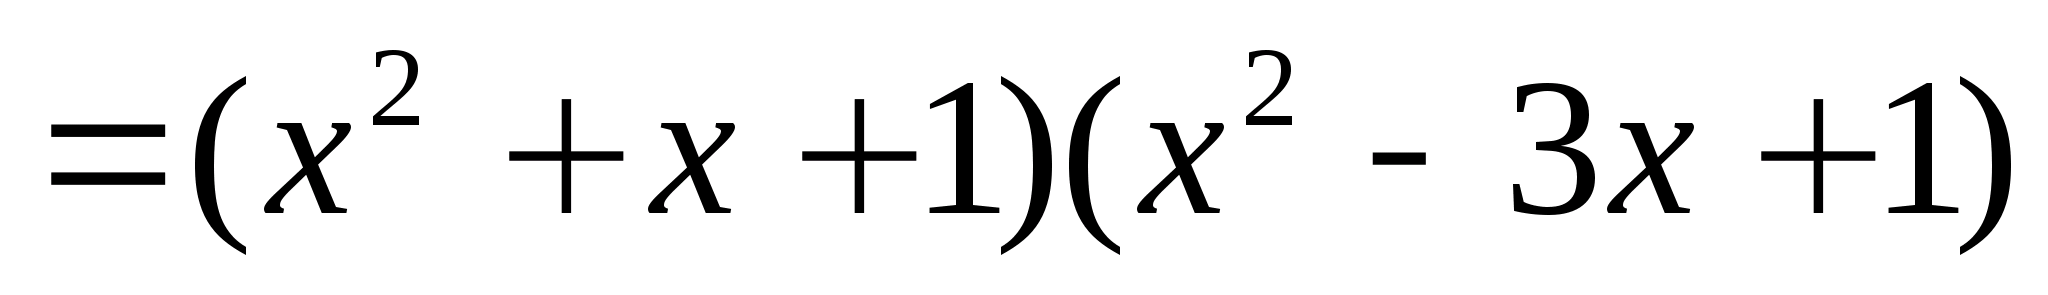 =(x² + x +1)(x² - 3x +1)